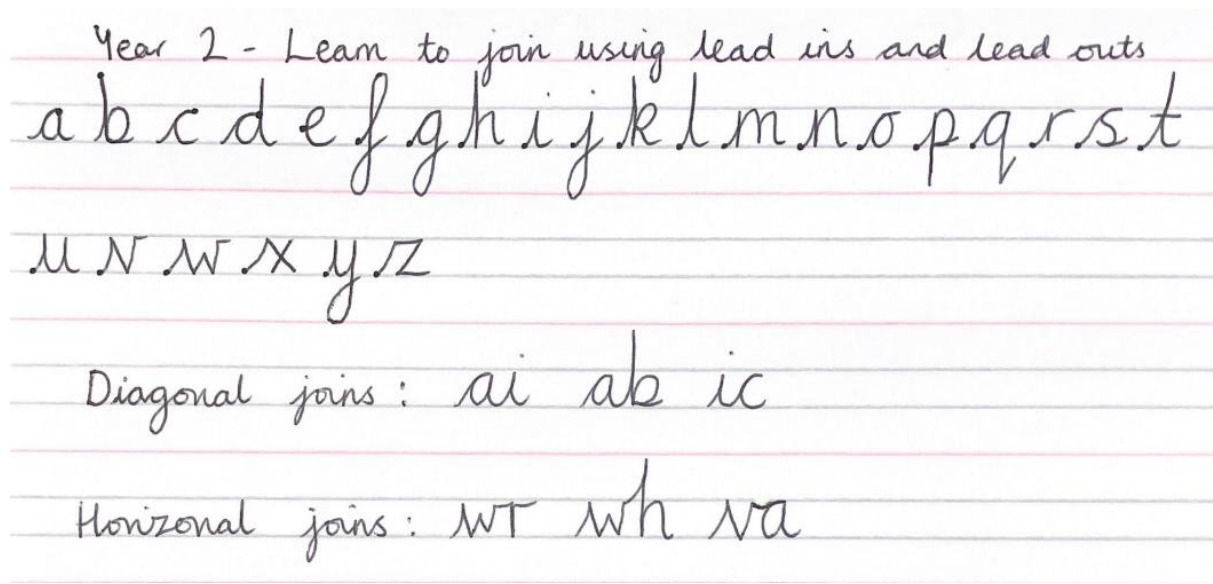 Year 2 - Learn to join using lead ins and lead outs
a b c d e f g h i j k l m n o p q r s t
u v w x y z
Diagonal joins: ai ab ic
Horizonal joins: wr wh va